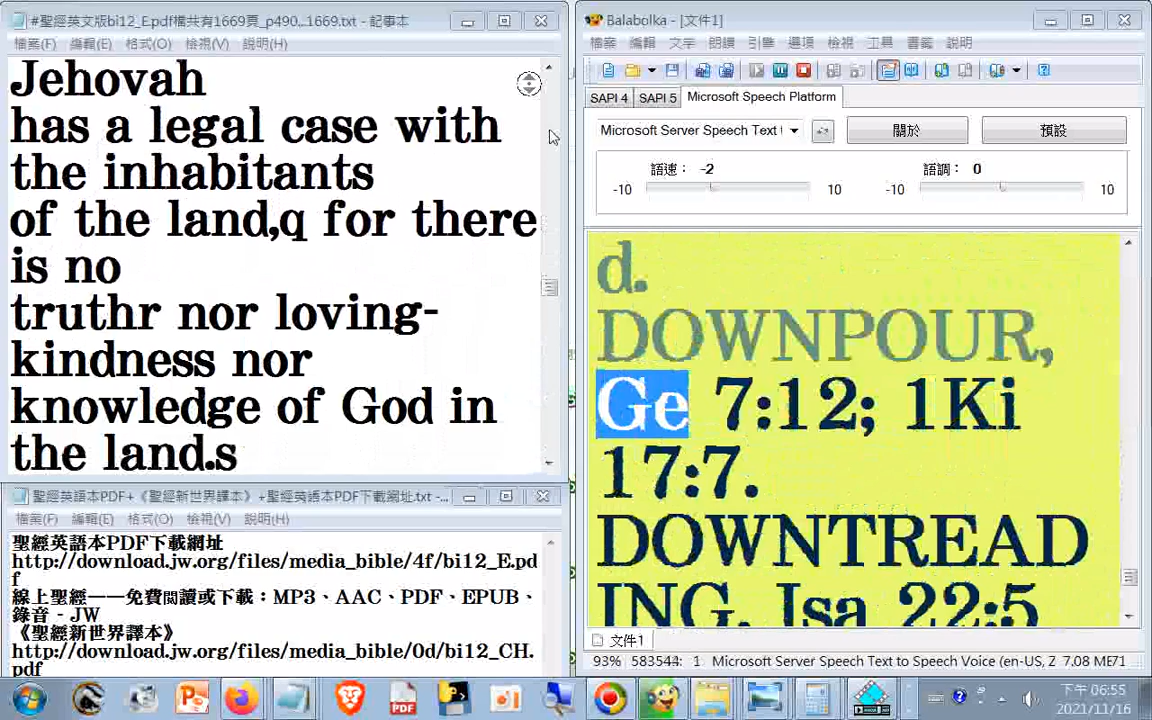 #聖經英文版bi12_E.pdf檔共有1669頁_p490,..1669.txt - 記事本
檔案(F) 編輯(E) 格式(O) 檢視(V) 說明(H)
Jehovah
has a legal case with
the inhabitants
of the land,q for there
is no
truthr nor loving-
kindness nor
knowledge of God in
the land.s
聖經英語本PDF+《聖經新世界譯本》+聖經英語本PDF下載網址.txt -...
檔案(F) 編輯(E) 格式(O) 檢視(V) 說明(H)
聖經英語本PDF下載網址
http://download.jw.org/files/media_bible/4f/bi12_E.pd
f
線上聖經——免費閱讀或下載：MP3、AAC、PDF、EPUB、
錄音 - JW
《聖經新世界譯本》
http://download.jw.org/files/media_bible/0d/bi12_CH.
pdf
Balabolka - [文件1]
檔案 編輯 文字 朗讀 引擎 選項 檢視 工具 書籤 說明
SAPI 4 SAPI 5 Microsoft Speech Platform
Microsoft Server Speech Text 關於 預設
語速： -2 語調： 0
-10 10 -10 10
d.
DOWNPOUR,
Ge 7:12; 1Ki
17:7.
DOWNTREAD
ING, Isa 22:5
文件1
93% 583544: 1 Microsoft Server Speech Text to Speech Voice (en-US, Z 7.08 ME71
PDF
下午 06:55
2021/11/16